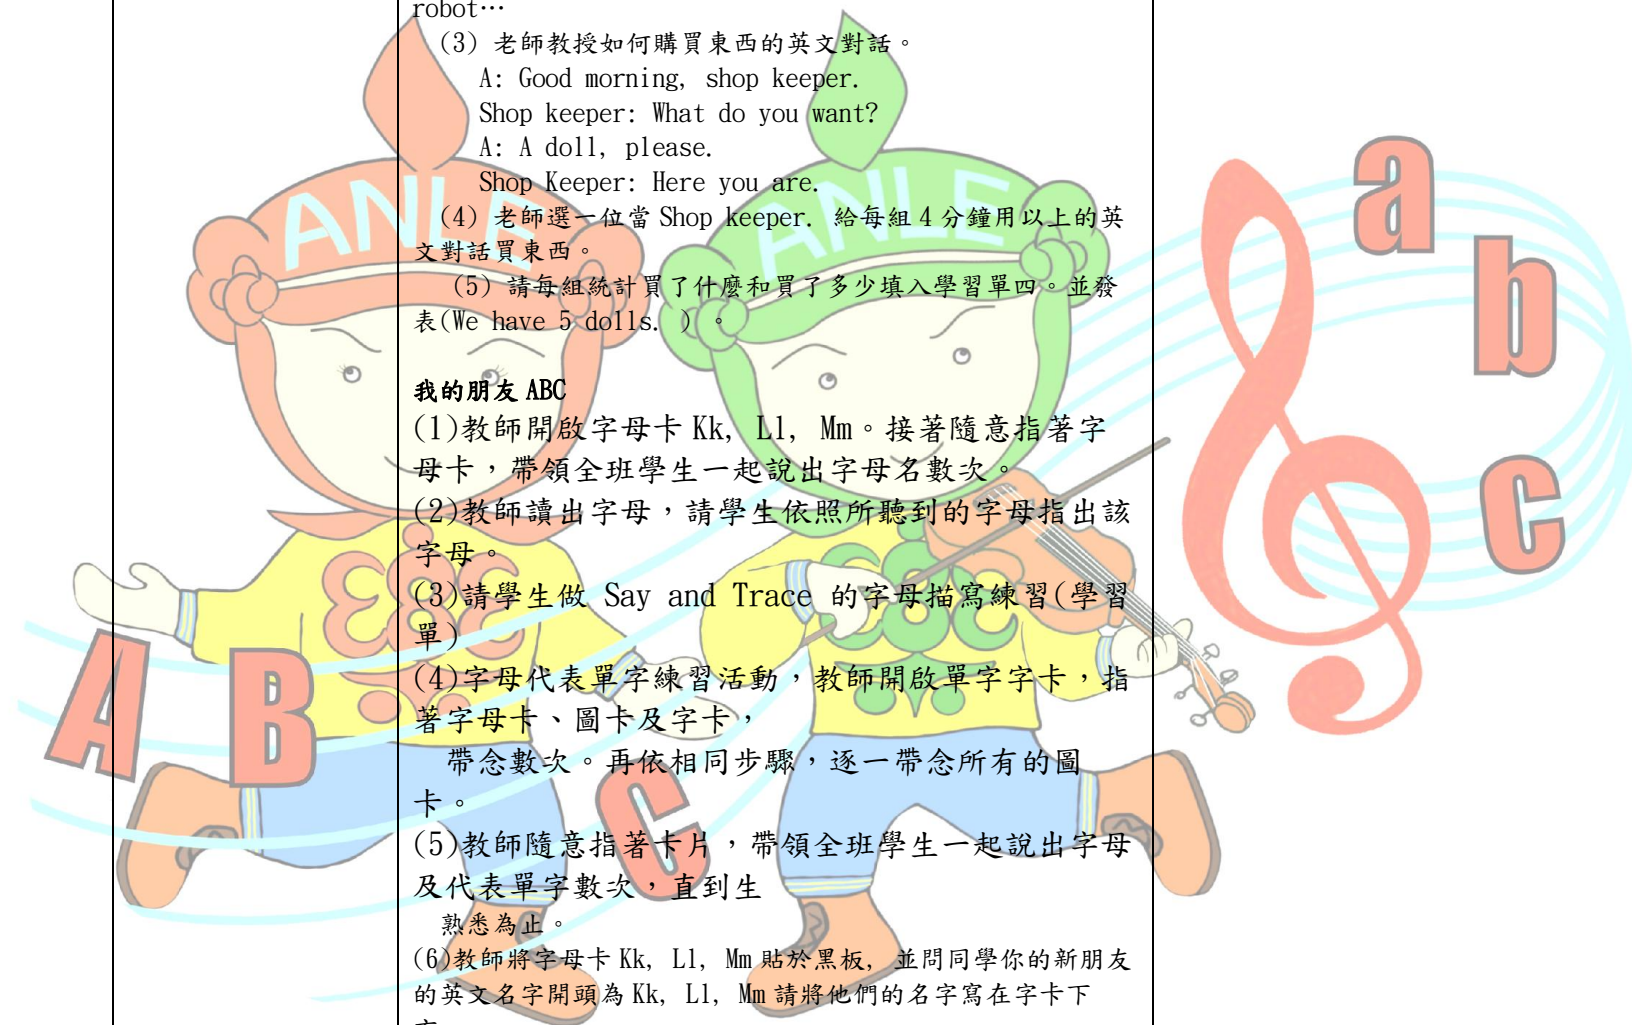 robot…
(3) 老師教授如何購買東西的英文對話。
A: Good morning, shop keeper.
Shop keeper: What do you want?
A: A doll, please.
Shop Keeper: Here you are.
(4) 老師選一位當 Shop keeper. 給每組 4 分鐘用以上的英
文對話買東西。
(5) 請每組統計買了什麼和買了多少填入學習單四。並發
表(We have 5 dolls. ) 。
我的朋友 ABC
(1)教師開啟字母卡 Kk, Ll, Mm。接著隨意指著字
母卡，帶領全班學生一起說出字母名數次。
(2)教師讀出字母，請學生依照所聽到的字母指出該
字母。
(3)請學生做 Say and Trace 的字母描寫練習(學習
單)
(4)字母代表單字練習活動，教師開啟單字字卡，指
著字母卡、圖卡及字卡，
帶念數次。再依相同步驟，逐一帶念所有的圖
卡。
(5)教師隨意指著卡片，帶領全班學生一起說出字母
及代表單字數次，直到生
熟悉為止。
(6)教師將字母卡 Kk, Ll, Mm 貼於黑板, 並問同學你的新朋友
的英文名字開頭為 Kk, Ll, Mm 請將他們的名字寫在字卡下
ANLE
ANLE
A
B
C
a
b
c